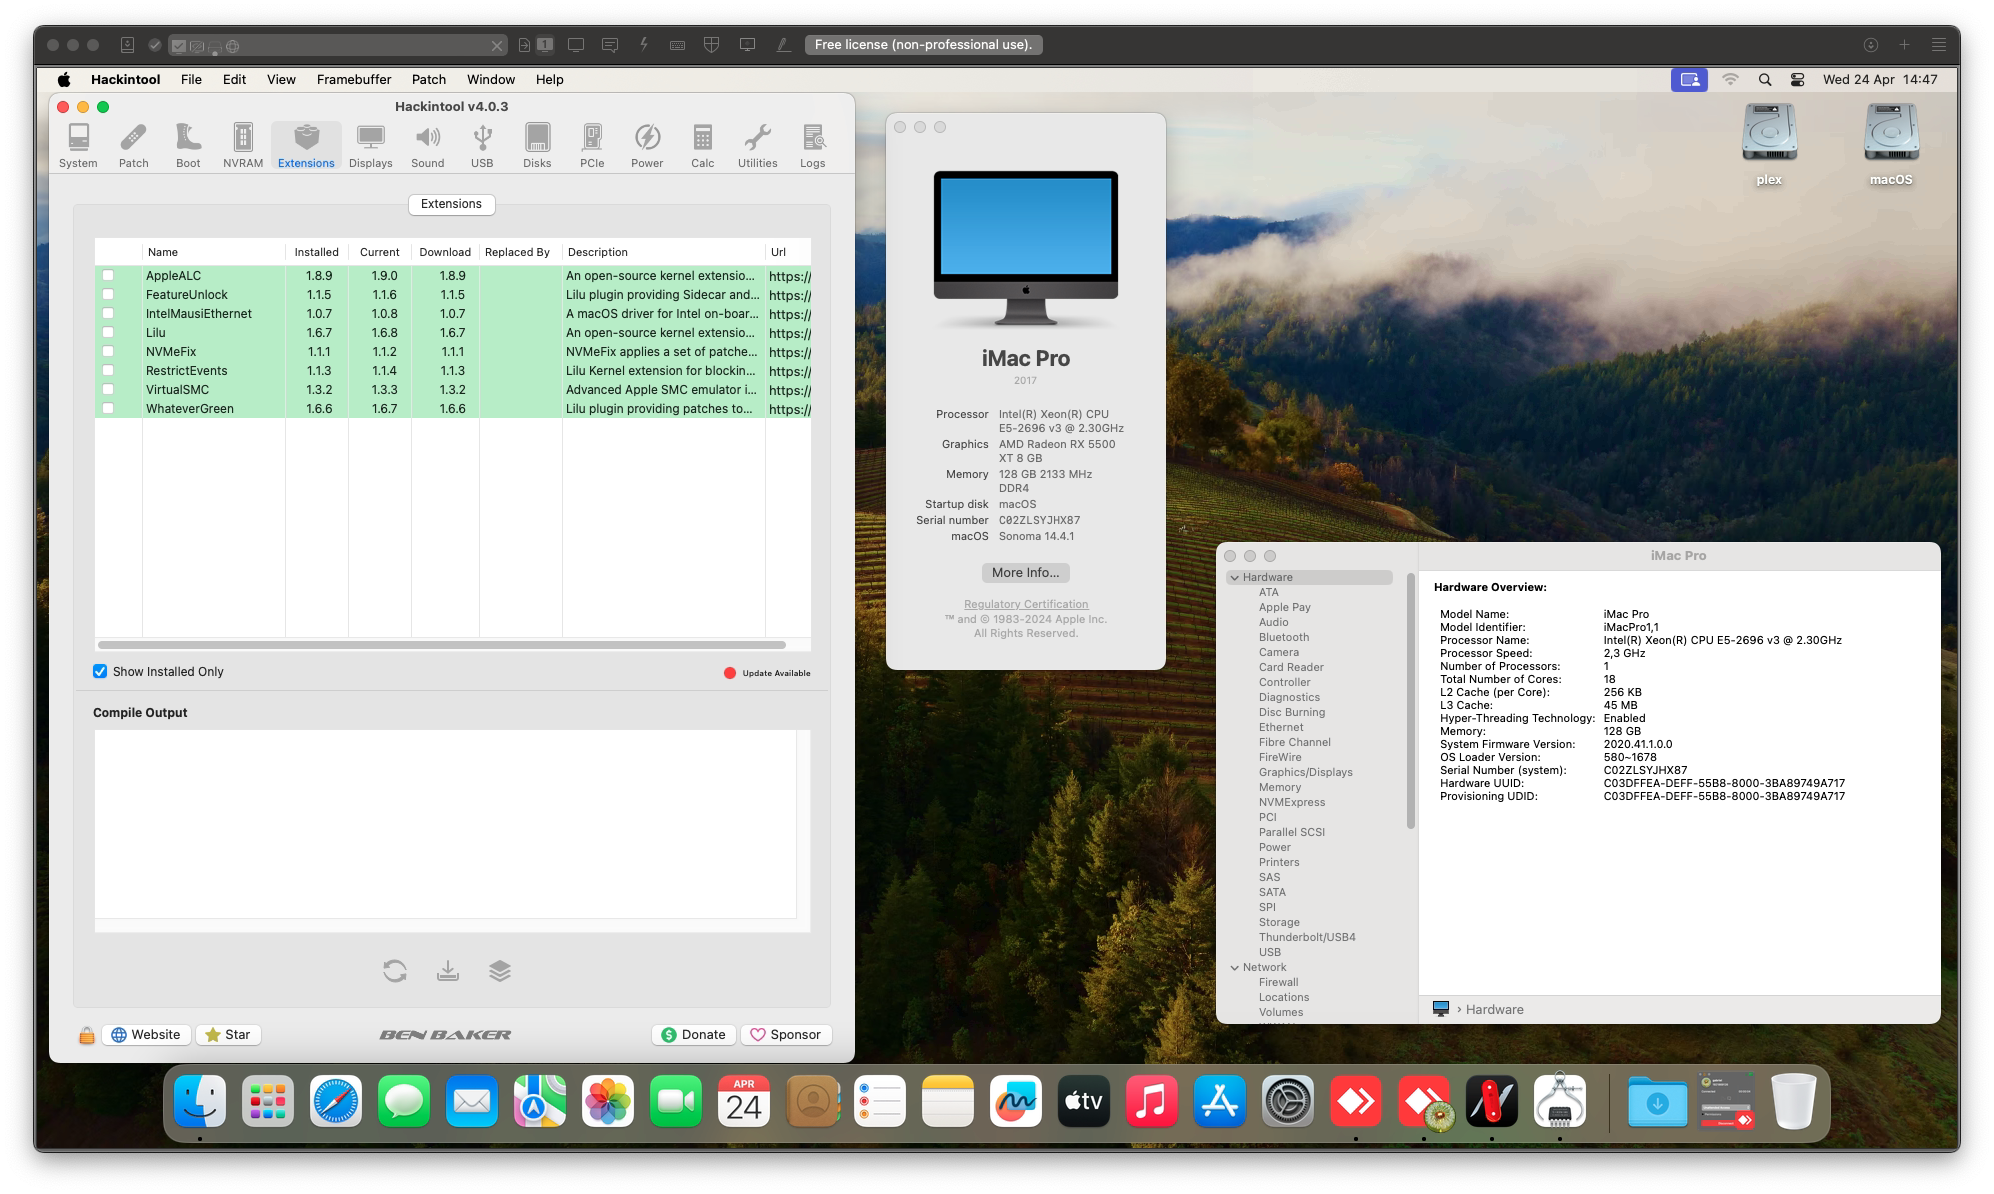 1
Free license (non-professional use).
Hackintool File Edit View Framebuffer Patch Window Help
Wed 24 Apr 14:47
Hackintool v4.0.3
System Patch Boot NVRAM Extensions Displays Sound USB Disks PCIe Power Calc Utilities Logs
Extensions
Name Installed Current Download Replaced By Description Url
AppleALC 1.8.9 1.9.0 1.8.9 An open-source kernel extensio... https://
FeatureUnlock 1.1.5 1.1.6 1.1.5 Lilu plugin providing Sidecar and... https://
IntelMausiEthernet 1.0.7 1.0.8 1.0.7 A macOS driver for Intel on-boar... https://
Lilu 1.6.7 1.6.8 1.6.7 An open-source kernel extensio... https://
NVMeFix 1.1.1 1.1.2 1.1.1 NVMeFix applies a set of patche... https://
RestrictEvents 1.1.3 1.1.4 1.1.3 Lilu Kernel extension for blockin... https://
VirtualSMC 1.3.2 1.3.3 1.3.2 Advanced Apple SMC emulator i... https://
WhateverGreen 1.6.6 1.6.7 1.6.6 Lilu plugin providing patches to... https://
Show Installed Only
Update Available
Compile Output
Website Star BEN BAKER Donate Sponsor
iMac Pro
2017
Processor Intel(R) Xeon(R) CPU
E5-2696 v3 @ 2.30GHz
Graphics AMD Radeon RX 5500
XT 8 GB
Memory 128 GB 2133 MHz
DDR4
Startup disk macOS
Serial number C02ZLSYJHX87
macOS Sonoma 14.4.1
More Info...
Regulatory Certification
™ and © 1983-2024 Apple Inc.
All Rights Reserved.
plex macOS
iMac Pro
Hardware
ATA
Apple Pay
Audio
Bluetooth
Camera
Card Reader
Controller
Diagnostics
Disc Burning
Ethernet
Fibre Channel
FireWire
Graphics/Displays
Memory
NVMExpress
PCI
Parallel SCSI
Power
Printers
SAS
SATA
SPI
Storage
Thunderbolt/USB4
USB
Network
Firewall
Locations
Volumes
Hardware Overview:
Model Name: iMac Pro
Model Identifier: iMacPro1,1
Processor Name: Intel(R) Xeon(R) CPU E5-2696 v3 @ 2.30GHz
Processor Speed: 2,3 GHz
Number of Processors: 1
Total Number of Cores: 18
L2 Cache (per Core): 256 KB
L3 Cache: 45 MB
Hyper-Threading Technology: Enabled
Memory: 128 GB
System Firmware Version: 2020.41.1.0.0
OS Loader Version: 580~1678
Serial Number (system): C02ZLSYJHX87
Hardware UUID: C03DFFEA-DEFF-55B8-8000-3BA89749A717
Provisioning UDID: C03DFFEA-DEFF-55B8-8000-3BA89749A717
› Hardware
APR
24
tv